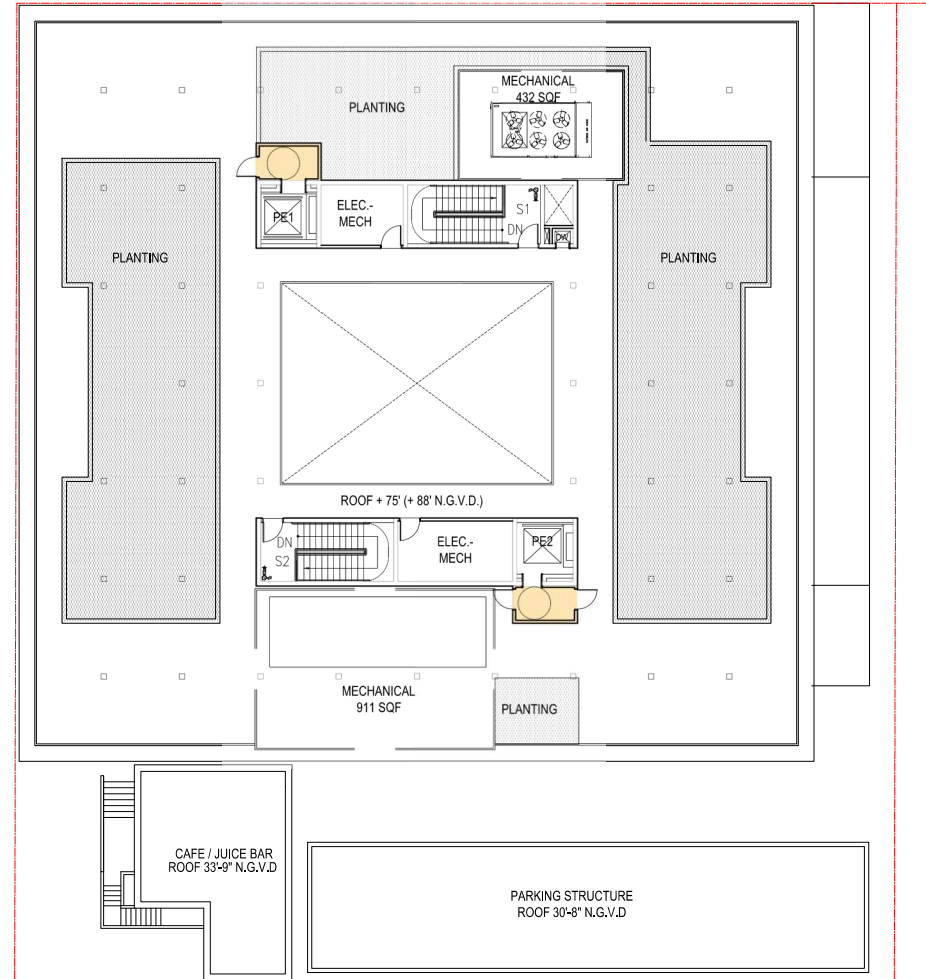 MECHANICAL
432 SQF
PLANTING
PE1
ELEC.-
MECH
S1
DN
DW
PLANTING
PLANTING
ROOF + 75' (+ 88' N.G.V.D.)
DN
S2
ELEC.-
MECH
PE2
MECHANICAL
911 SQF
PLANTING
CAFE / JUICE BAR
ROOF 33'-9" N.G.V.D
PARKING STRUCTURE
ROOF 30'-8" N.G.V.D